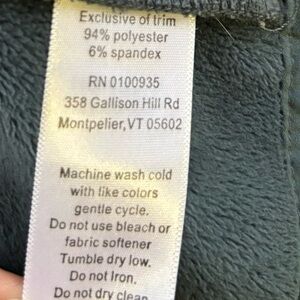 Exclusive of trim
94% polyester
6% spandex
RN 0100935
358 Gallison Hill Rd
Montpelier,VT 05602
Machine wash cold
with like colors
gentle cycle.
Do not use bleach or
fabric softener
Tumble dry low.
Do not Iron.
Do not dry clean